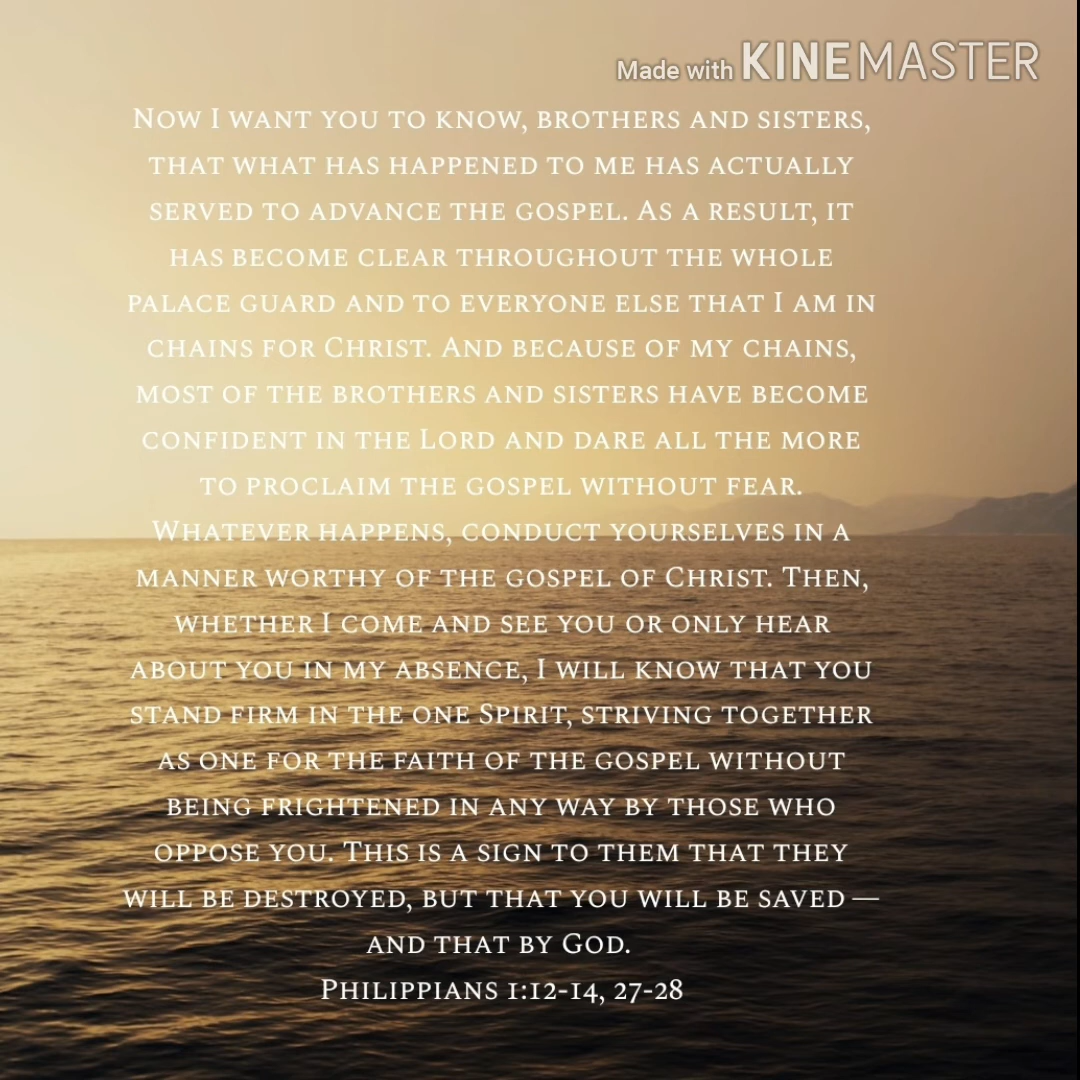 Made with KINEMASTER
Now I want you to know, brothers and sisters,
that what has happened to me has actually
served to advance the gospel. As a result, it
has become clear throughout the whole
palace guard and to everyone else that I am in
chains for Christ. And because of my chains,
most of the brothers and sisters have become
confident in the Lord and dare all the more
to proclaim the gospel without fear.
Whatever happens, conduct yourselves in a
manner worthy of the gospel of Christ. Then,
whether I come and see you or only hear
about you in my absence, I will know that you
stand firm in the one Spirit, striving together
as one for the faith of the gospel without
being frightened in any way by those who
oppose you. This is a sign to them that they
will be destroyed, but that you will be saved —
and that by God.
Philippians 1:12-14, 27-28